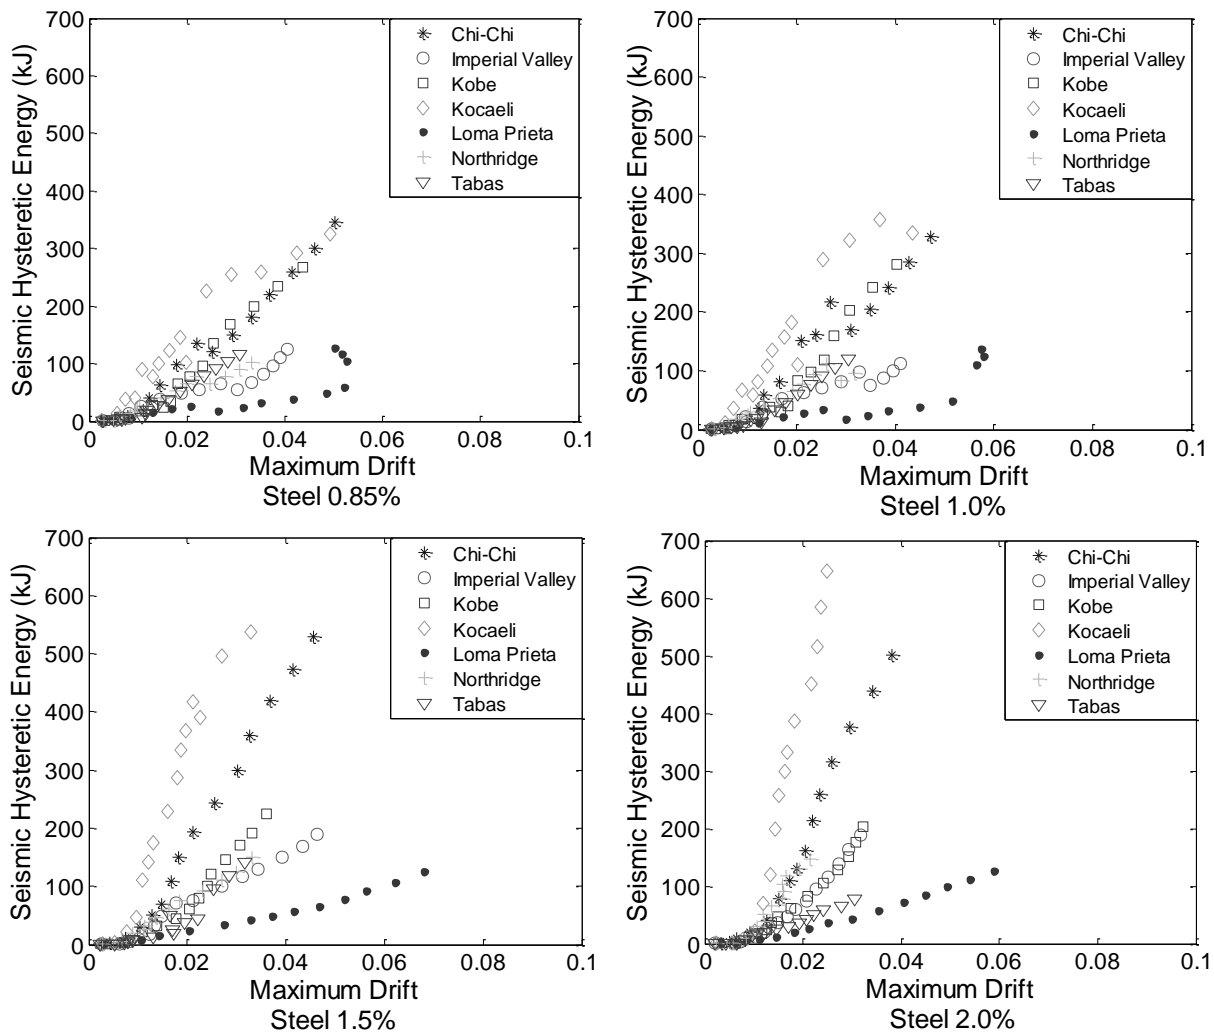 Seismic Hysteretic Energy (kJ)
700
600
500
400
300
200
100
0
0
0.02
0.04
0.06
0.08
0.1
Chi-Chi
Imperial Valley
Kobe
Kocaeli
Loma Prieta
Northridge
Tabas
Maximum Drift
Steel 0.85%
Seismic Hysteretic Energy (kJ)
700
600
500
400
300
200
100
0
0
0.02
0.04
0.06
0.08
0.1
Chi-Chi
Imperial Valley
Kobe
Kocaeli
Loma Prieta
Northridge
Tabas
Maximum Drift
Steel 1.0%
Seismic Hysteretic Energy (kJ)
700
600
500
400
300
200
100
0
0
0.02
0.04
0.06
0.08
0.1
Chi-Chi
Imperial Valley
Kobe
Kocaeli
Loma Prieta
Northridge
Tabas
Maximum Drift
Steel 1.5%
Seismic Hysteretic Energy (kJ)
700
600
500
400
300
200
100
0
0
0.02
0.04
0.06
0.08
0.1
Chi-Chi
Imperial Valley
Kobe
Kocaeli
Loma Prieta
Northridge
Tabas
Maximum Drift
Steel 2.0%